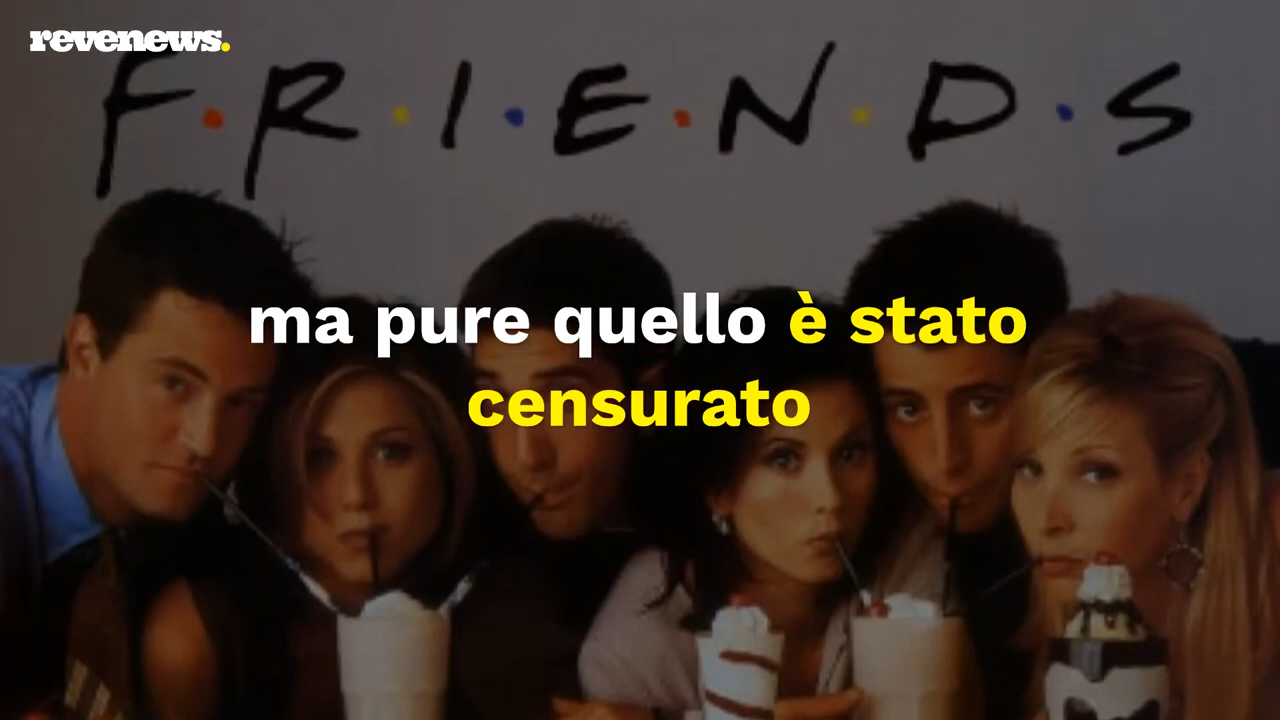 revenews.
F·R·I·E·N·D·S
ma pure quello è stato
censurato